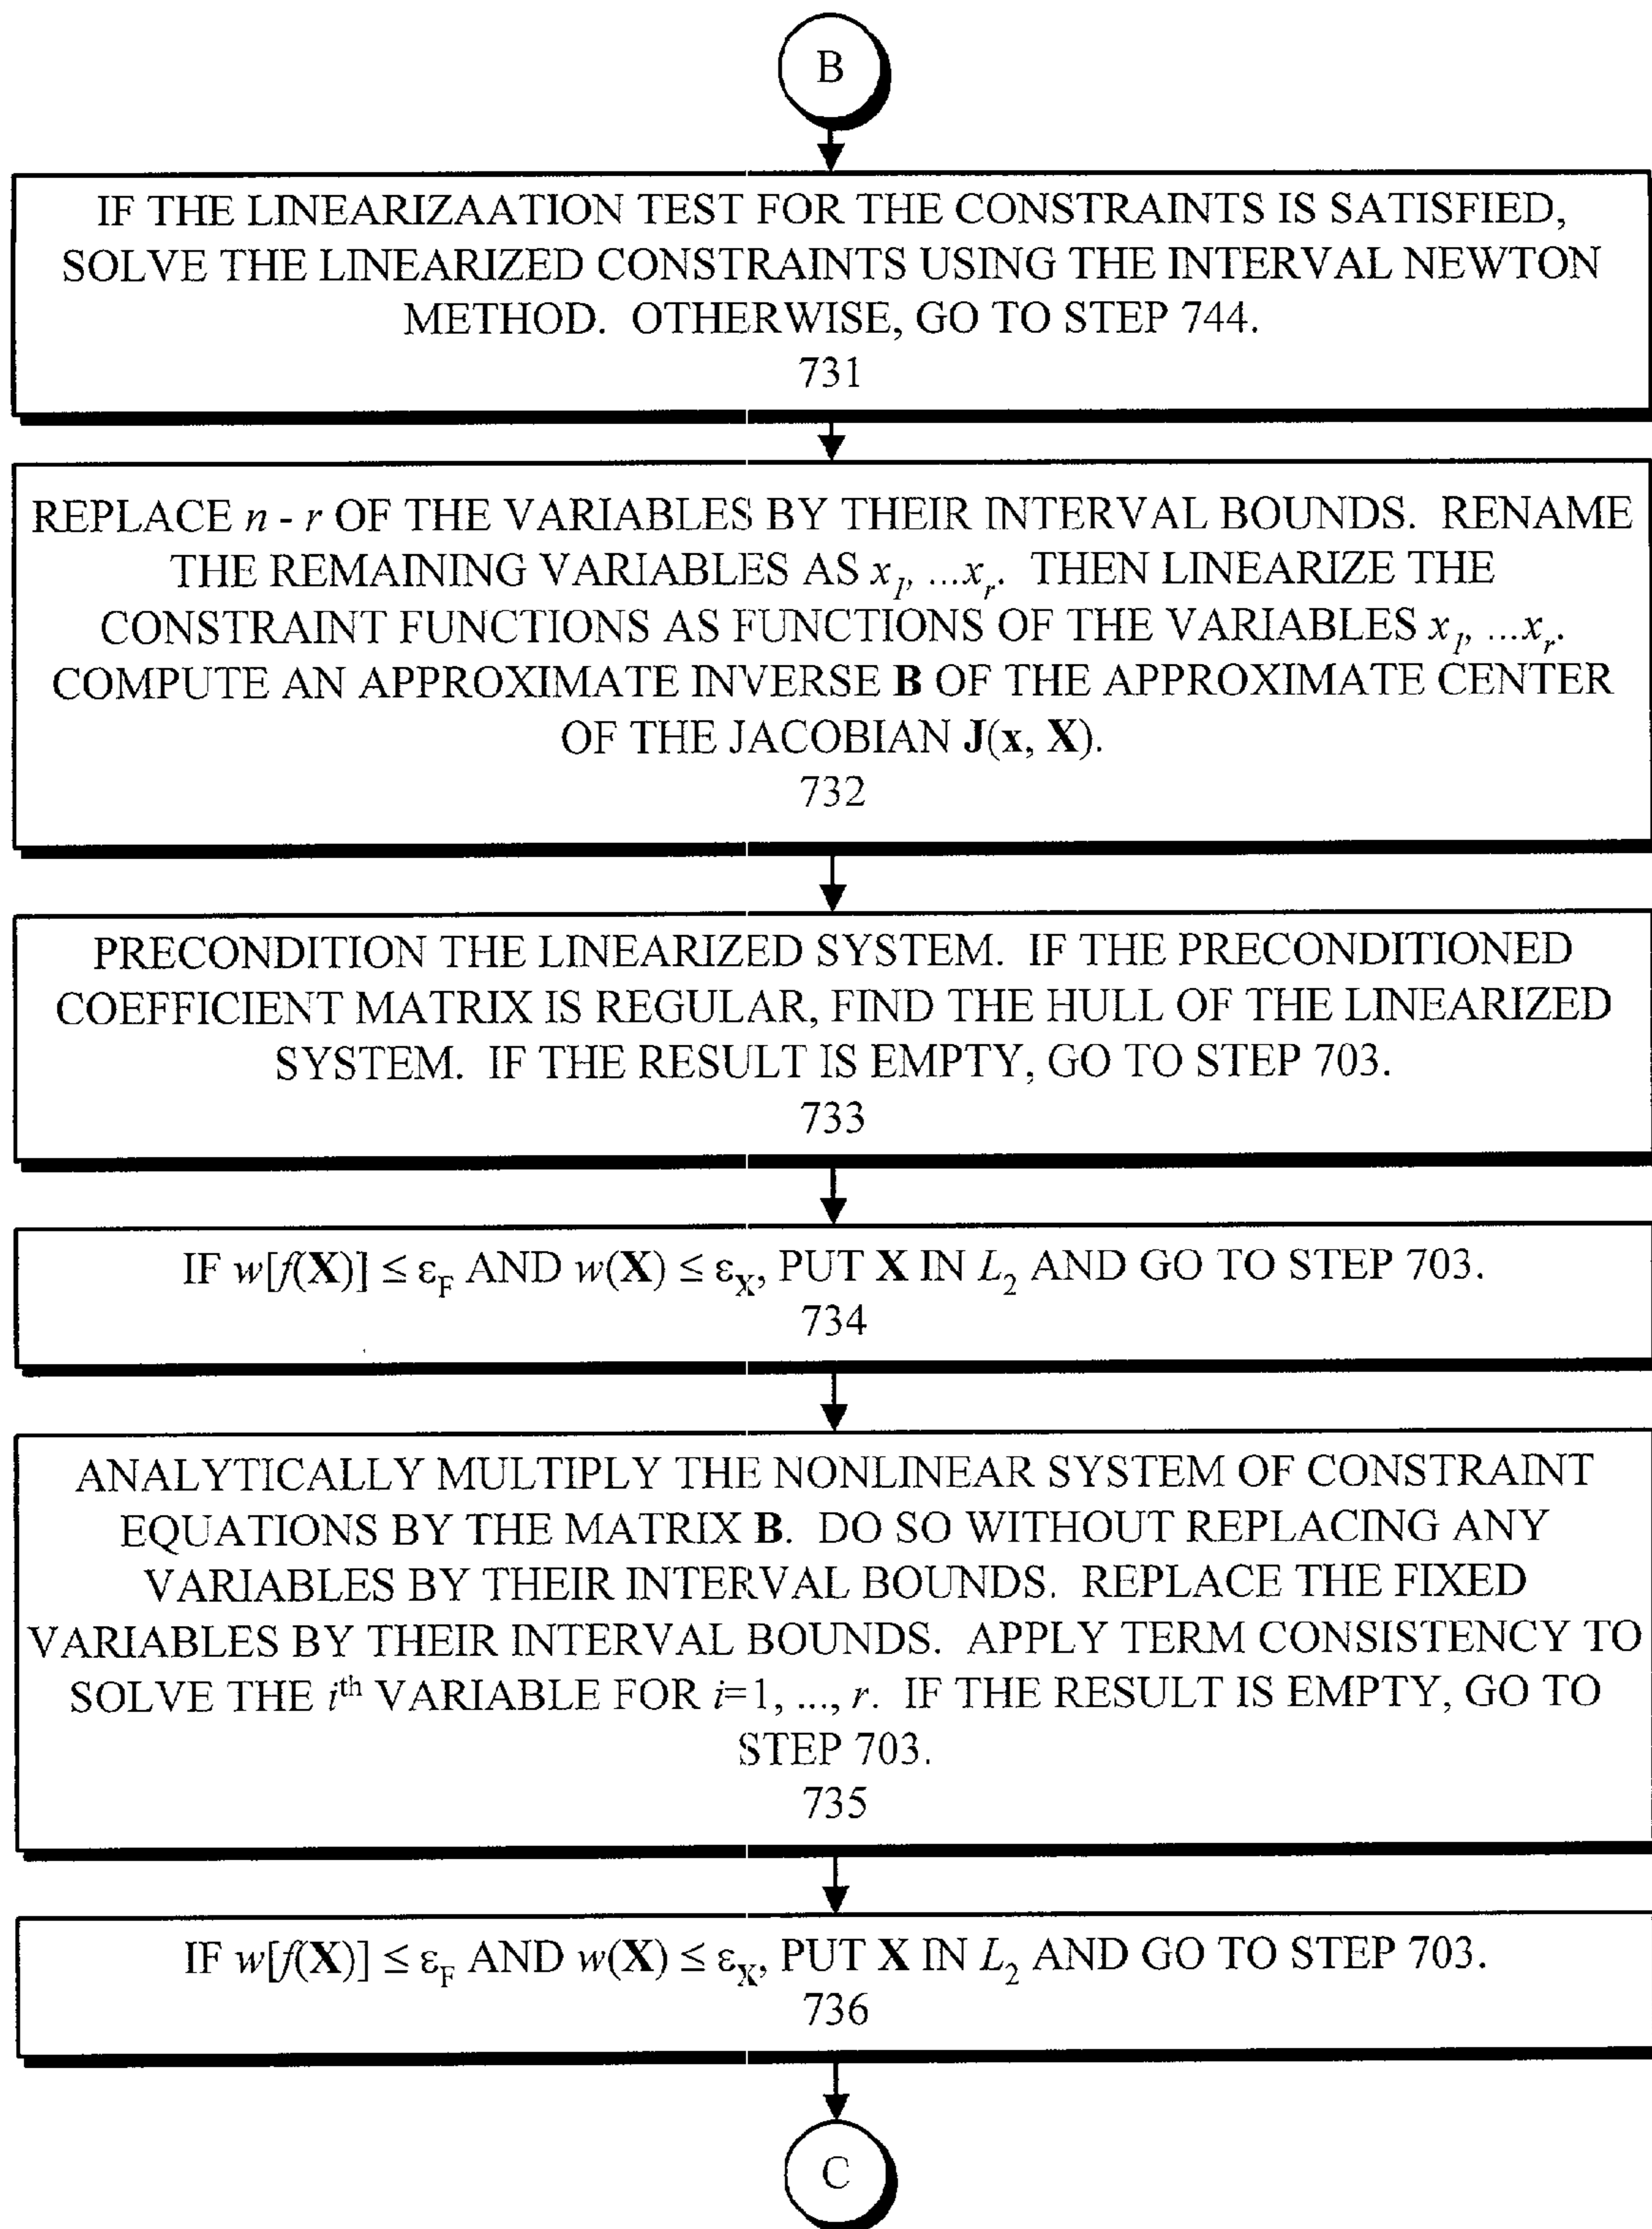 B
IF THE LINEARIZAATION TEST FOR THE CONSTRAINTS IS SATISFIED,
SOLVE THE LINEARIZED CONSTRAINTS USING THE INTERVAL NEWTON
METHOD. OTHERWISE, GO TO STEP 744.
731
REPLACE n - r OF THE VARIABLES BY THEIR INTERVAL BOUNDS. RENAME
THE REMAINING VARIABLES AS x₁, ...xᵣ. THEN LINEARIZE THE
CONSTRAINT FUNCTIONS AS FUNCTIONS OF THE VARIABLES x₁, ...xᵣ.
COMPUTE AN APPROXIMATE INVERSE B OF THE APPROXIMATE CENTER
OF THE JACOBIAN J(x, X).
732
PRECONDITION THE LINEARIZED SYSTEM. IF THE PRECONDITIONED
COEFFICIENT MATRIX IS REGULAR, FIND THE HULL OF THE LINEARIZED
SYSTEM. IF THE RESULT IS EMPTY, GO TO STEP 703.
733
IF w[f(X)] ≤ ε_F AND w(X) ≤ ε_X, PUT X IN L₂ AND GO TO STEP 703.
734
ANALYTICALLY MULTIPLY THE NONLINEAR SYSTEM OF CONSTRAINT
EQUATIONS BY THE MATRIX B. DO SO WITHOUT REPLACING ANY
VARIABLES BY THEIR INTERVAL BOUNDS. REPLACE THE FIXED
VARIABLES BY THEIR INTERVAL BOUNDS. APPLY TERM CONSISTENCY TO
SOLVE THE iᵗʰ VARIABLE FOR i=1, ..., r. IF THE RESULT IS EMPTY, GO TO
STEP 703.
735
IF w[f(X)] ≤ ε_F AND w(X) ≤ ε_X, PUT X IN L₂ AND GO TO STEP 703.
736
C